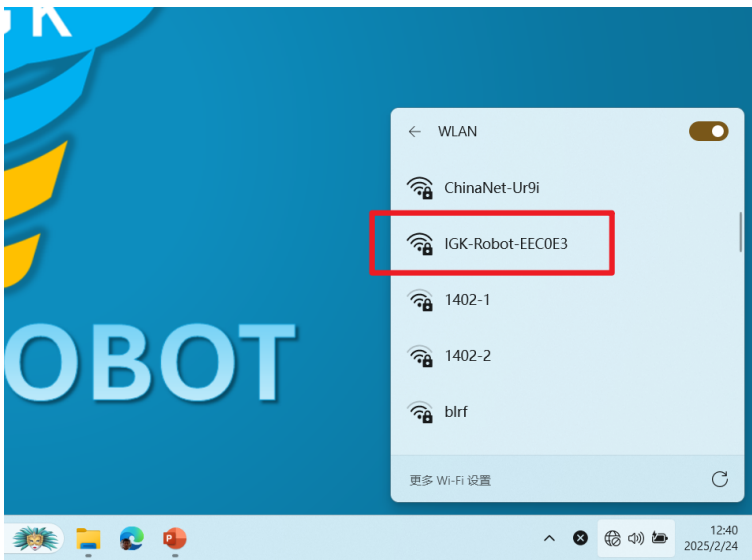 GK
OBOT
WLAN
ChinaNet-Ur9i
IGK-Robot-EEC0E3
1402-1
1402-2
blrf
更多 Wi-Fi 设置
12:40
2025/2/24